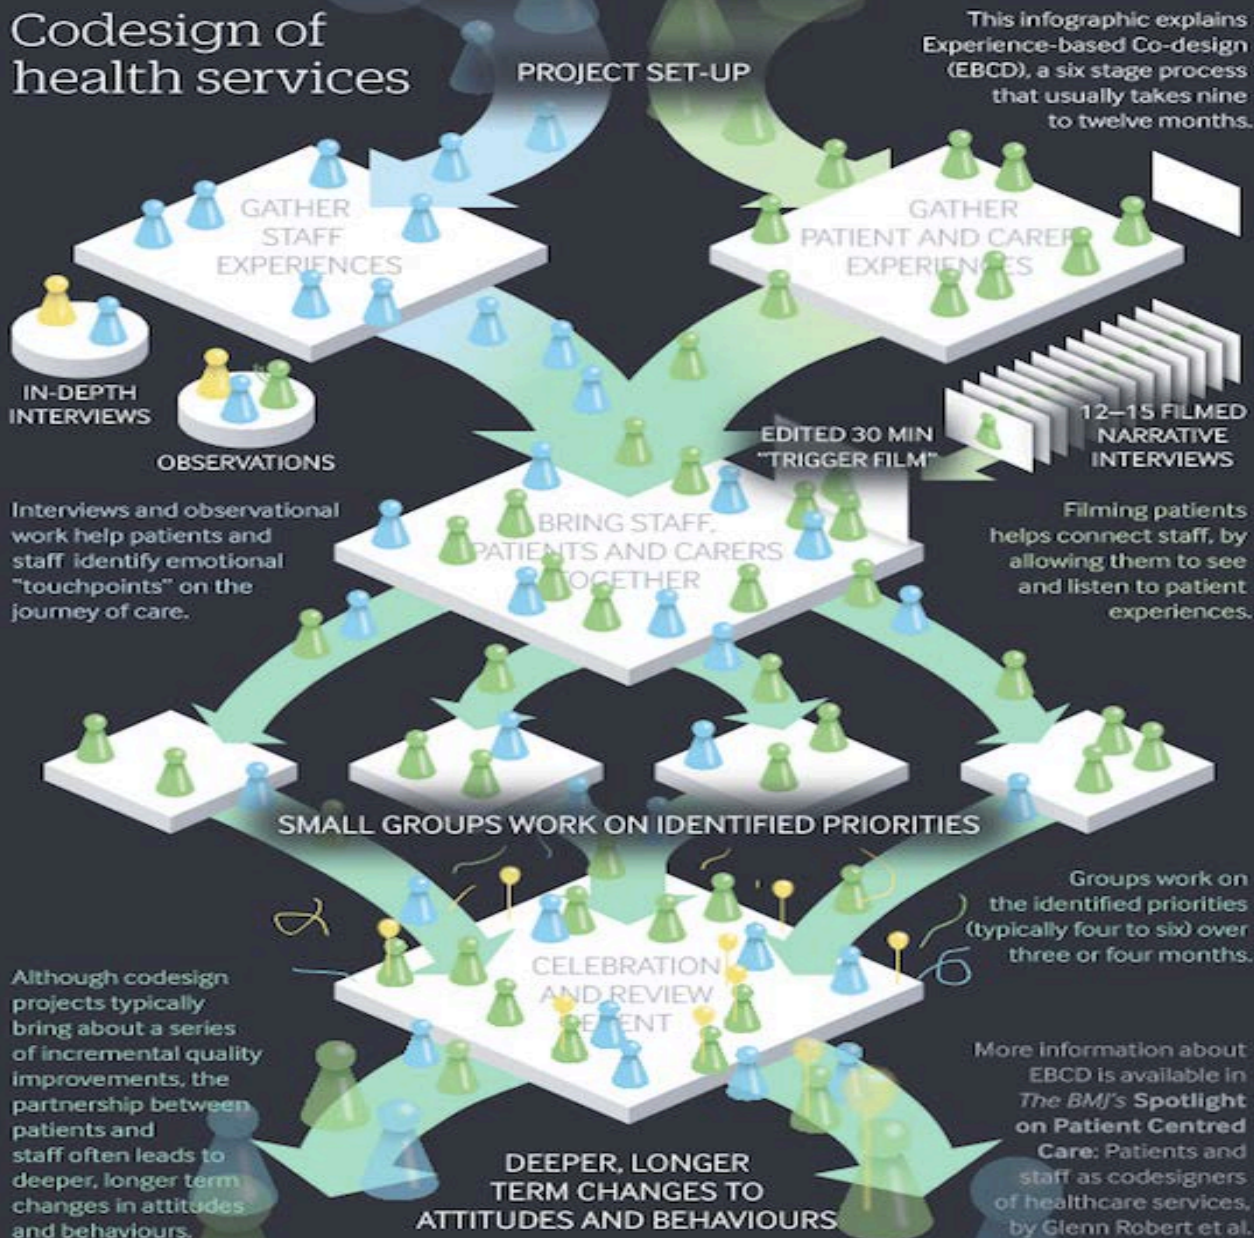 Codesign of
health services
PROJECT SET-UP
This infographic explains
Experience-based Co-design
(EBCD), a six stage process
that usually takes nine
to twelve months.
GATHER
STAFF
EXPERIENCES
GATHER
PATIENT AND CARER
EXPERIENCES
IN-DEPTH
INTERVIEWS
OBSERVATIONS
EDITED 30 MIN
"TRIGGER FILM"
12–15 FILMED
NARRATIVE
INTERVIEWS
Interviews and observational
work help patients and
staff identify emotional
"touchpoints" on the
journey of care.
BRING STAFF,
PATIENTS AND CARERS
TOGETHER
Filming patients
helps connect staff, by
allowing them to see
and listen to patient
experiences.
SMALL GROUPS WORK ON IDENTIFIED PRIORITIES
Groups work on
the identified priorities
(typically four to six) over
three or four months.
CELEBRATION
AND REVIEW
EVENT
Although codesign
projects typically
bring about a series
of incremental quality
improvements, the
partnership between
patients and
staff often leads to
deeper, longer term
changes in attitudes
and behaviours.
DEEPER, LONGER
TERM CHANGES TO
ATTITUDES AND BEHAVIOURS
More information about
EBCD is available in
The BMJ's Spotlight
on Patient Centred
Care: Patients and
staff as codesigners
of healthcare services,
by Glenn Robert et al.